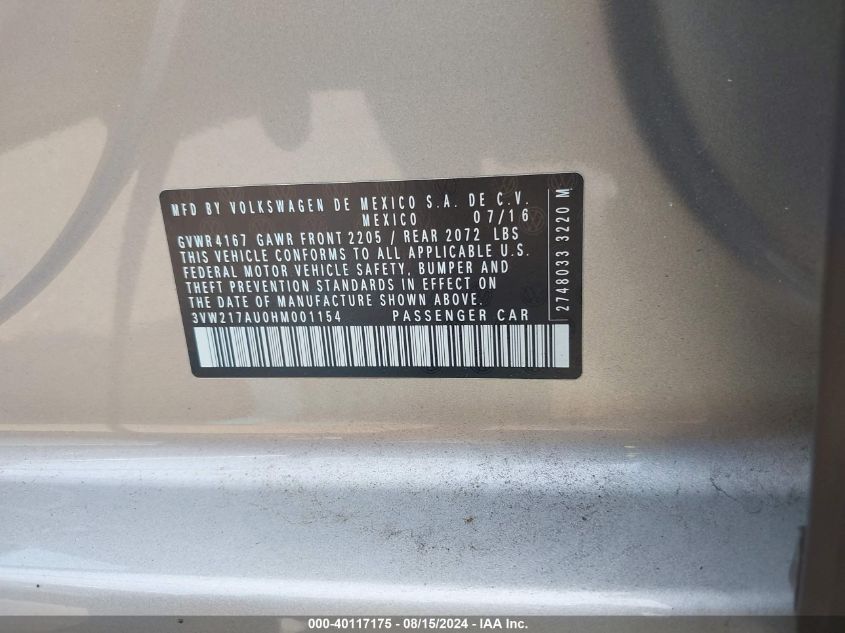 MFD BY VOLKSWAGEN DE MEXICO S.A. DE C.V.
MEXICO 07/16
GVWR 4167 GAWR FRONT 2205 / REAR 2072 LBS
THIS VEHICLE CONFORMS TO ALL APPLICABLE U.S.
FEDERAL MOTOR VEHICLE SAFETY, BUMPER AND
THEFT PREVENTION STANDARDS IN EFFECT ON
THE DATE OF MANUFACTURE SHOWN ABOVE.
3VW217AU0HM001154 PASSENGER CAR
2748033 3220 M
000-40117175 - 08/15/2024 - IAA Inc.